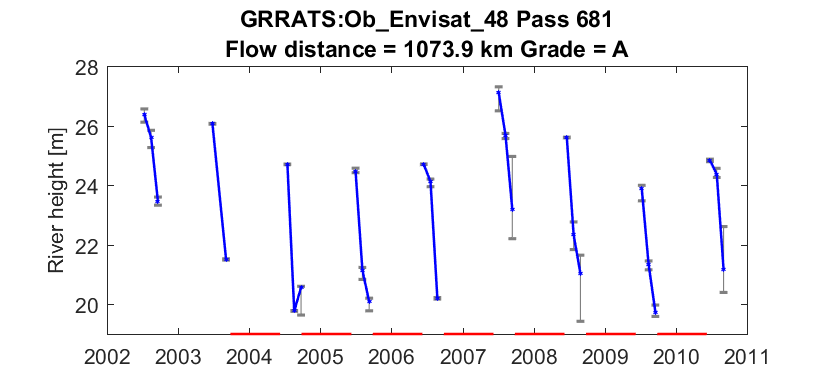 GRRATS:Ob_Envisat_48 Pass 681
Flow distance = 1073.9 km Grade = A
River height [m]
28
26
24
22
20
2002 2003 2004 2005 2006 2007 2008 2009 2010 2011